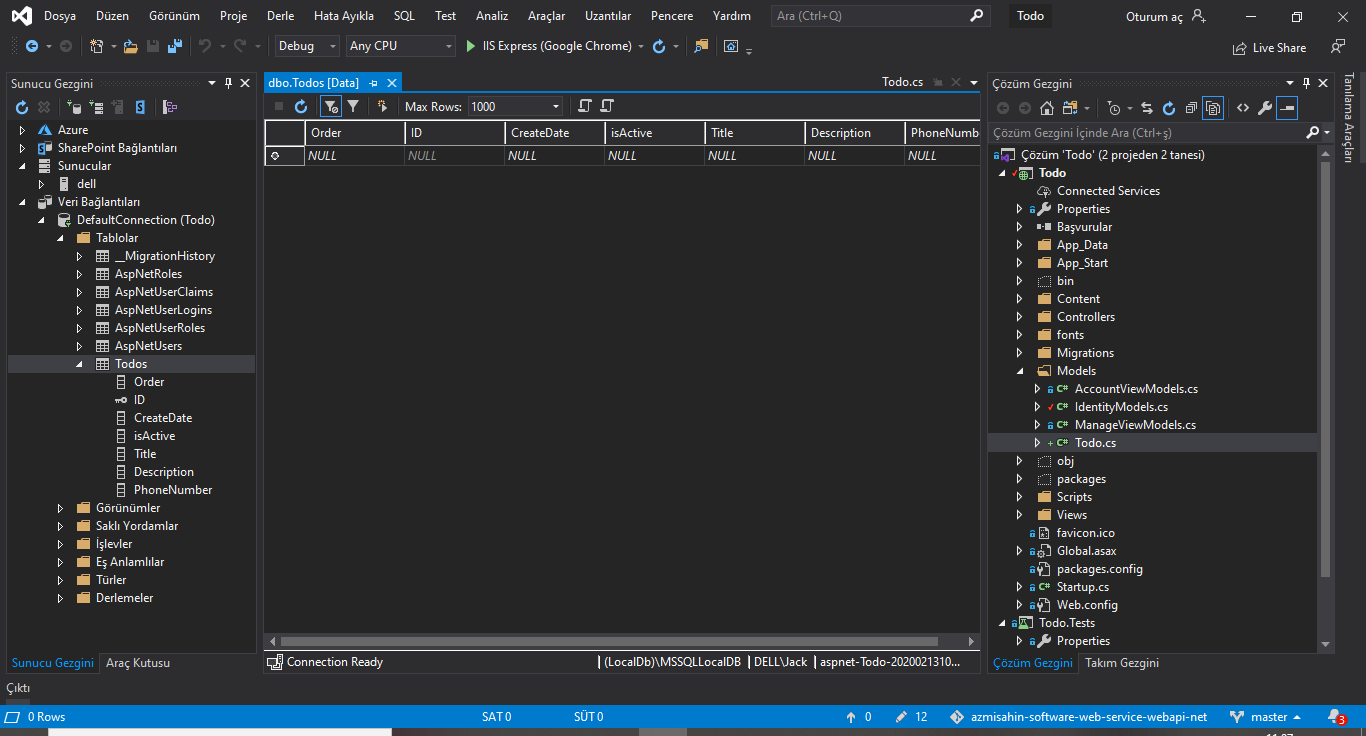 Dosya Düzen Görünüm Proje Derle Hata Ayıkla SQL Test Analiz Araçlar Uzantılar Pencere Yardım Ara (Ctrl+Q) Todo Oturum aç
Debug Any CPU IIS Express (Google Chrome) Live Share
Sunucu Gezgini
Azure
SharePoint Bağlantıları
Sunucular
dell
Veri Bağlantıları
DefaultConnection (Todo)
Tablolar
__MigrationHistory
AspNetRoles
AspNetUserClaims
AspNetUserLogins
AspNetUserRoles
AspNetUsers
Todos
Order
ID
CreateDate
isActive
Title
Description
PhoneNumber
Görünümler
Saklı Yordamlar
İşlevler
Eş Anlamlılar
Türler
Derlemeler
Sunucu Gezgini Araç Kutusu
dbo.Todos [Data] Todo.cs
Max Rows: 1000
Order ID CreateDate isActive Title Description PhoneNumb
NULL NULL NULL NULL NULL NULL NULL
Connection Ready (LocalDb)\MSSQLLocalDB DELL\Jack aspnet-Todo-2020021310...
Çözüm Gezgini
Çözüm Gezgini İçinde Ara (Ctrl+ş)
Çözüm 'Todo' (2 projeden 2 tanesi)
Todo
Connected Services
Properties
Başvurular
App_Data
App_Start
bin
Content
Controllers
fonts
Migrations
Models
C# AccountViewModels.cs
C# IdentityModels.cs
C# ManageViewModels.cs
C# Todo.cs
obj
packages
Scripts
Views
favicon.ico
Global.asax
packages.config
C# Startup.cs
Web.config
Todo.Tests
Properties
Çözüm Gezgini Takım Gezgini
Tanılama Araçları
Çıktı
0 Rows SAT 0 SÜT 0 0 12 azmisahin-software-web-service-webapi-net master 3